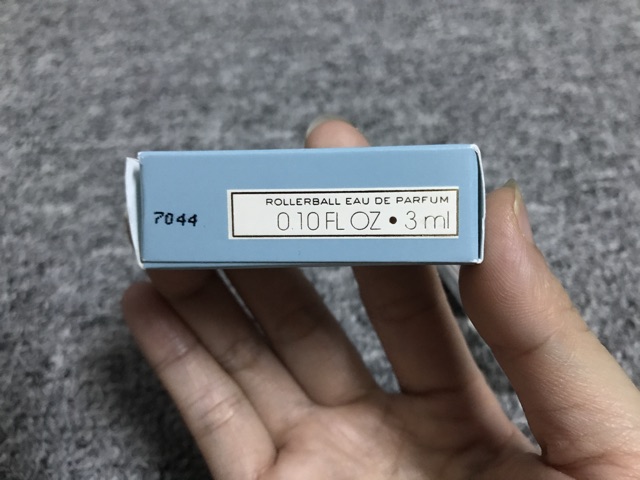 7044
ROLLERBALL EAU DE PARFUM
0.10 FL OZ • 3 ml